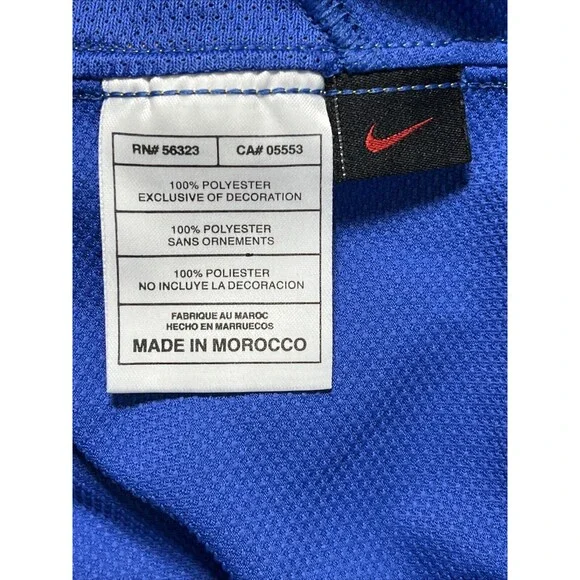 RN# 56323 CA# 05553
100% POLYESTER
EXCLUSIVE OF DECORATION
100% POLYESTER
SANS ORNEMENTS
100% POLIESTER
NO INCLUYE LA DECORACION
FABRIQUE AU MAROC
HECHO EN MARRUECOS
MADE IN MOROCCO